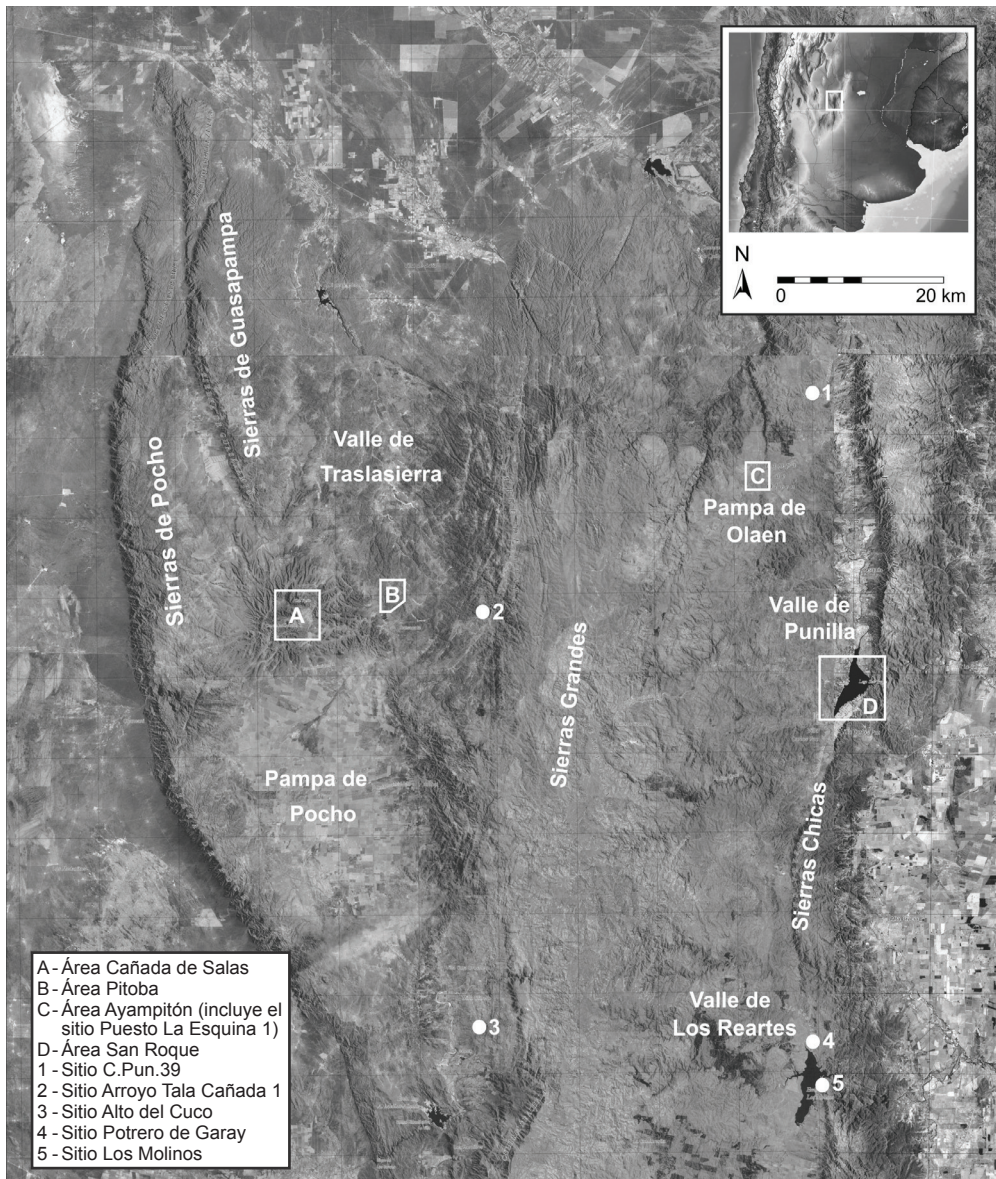 N
0 20 km
Sierras de Guasapampa
1
Valle de
Traslasierra
Sierras de Pocho
C
Pampa de
Olaen
A
B
2
Valle de
Punilla
Sierras Grandes
D
Pampa de
Pocho
Sierras Chicas
A - Área Cañada de Salas
B - Área Pitoba
C - Área Ayampitón (incluye el
sitio Puesto La Esquina 1)
D - Área San Roque
1 - Sitio C.Pun.39
2 - Sitio Arroyo Tala Cañada 1
3 - Sitio Alto del Cuco
4 - Sitio Potrero de Garay
5 - Sitio Los Molinos
Valle de
Los Reartes
3
4
5